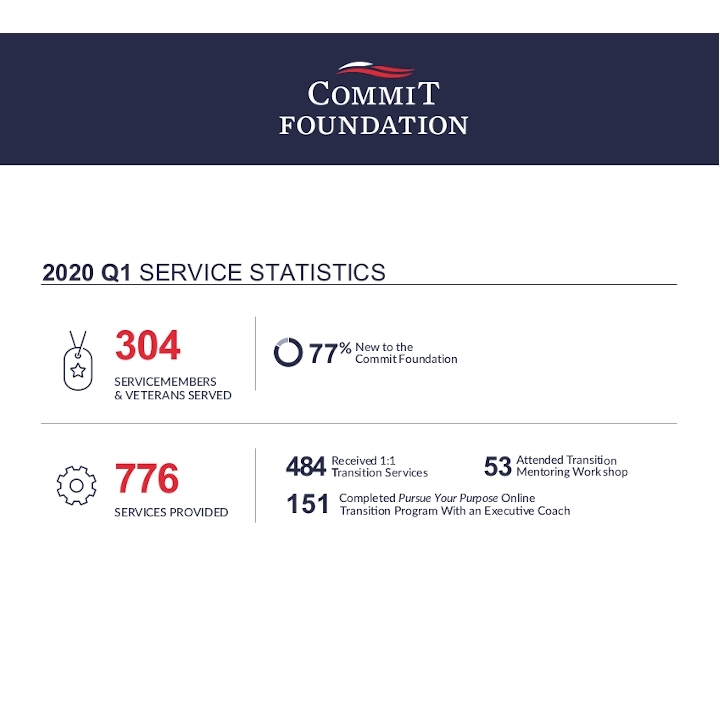 COMMIT
FOUNDATION
2020 Q1 SERVICE STATISTICS
304
SERVICEMEMBERS
& VETERANS SERVED
77% New to the
Commit Foundation
776
SERVICES PROVIDED
484 Received 1:1
Transition Services
53 Attended Transition
Mentoring Workshop
151 Completed Pursue Your Purpose Online
Transition Program With an Executive Coach